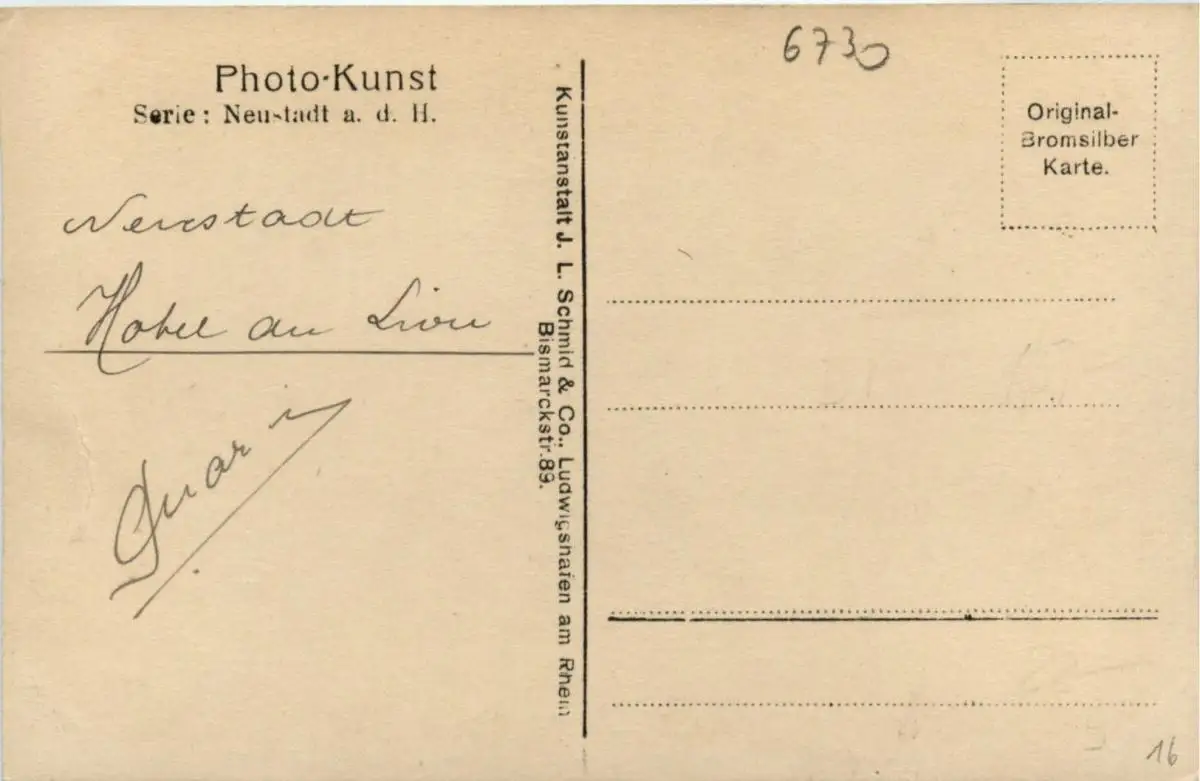 Photo-Kunst
Serie: Neustadt a. d. H.
Neustadt
Hotel au Lion
Kunstanstalt J. L. Schmid & Co., Ludwigshafen am Rhein
Bismarckstr. 89.
6730
Original-
Bromsilber
Karte.
16